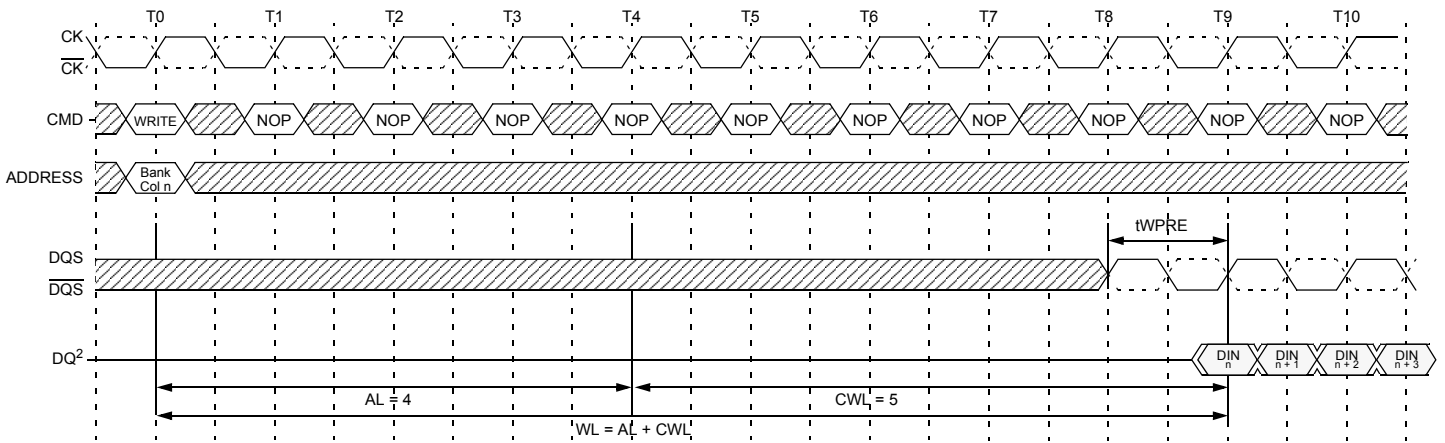 T0 T1 T2 T3 T4 T5 T6 T7 T8 T9 T10
CK
CK
CMD WRITE NOP NOP NOP NOP NOP NOP NOP NOP NOP NOP
ADDRESS Bank
Col n
tWPRE
DQS
DQS
DQ² DIN n DIN n + 1 DIN n + 2 DIN n + 3
AL = 4 CWL = 5
WL = AL + CWL